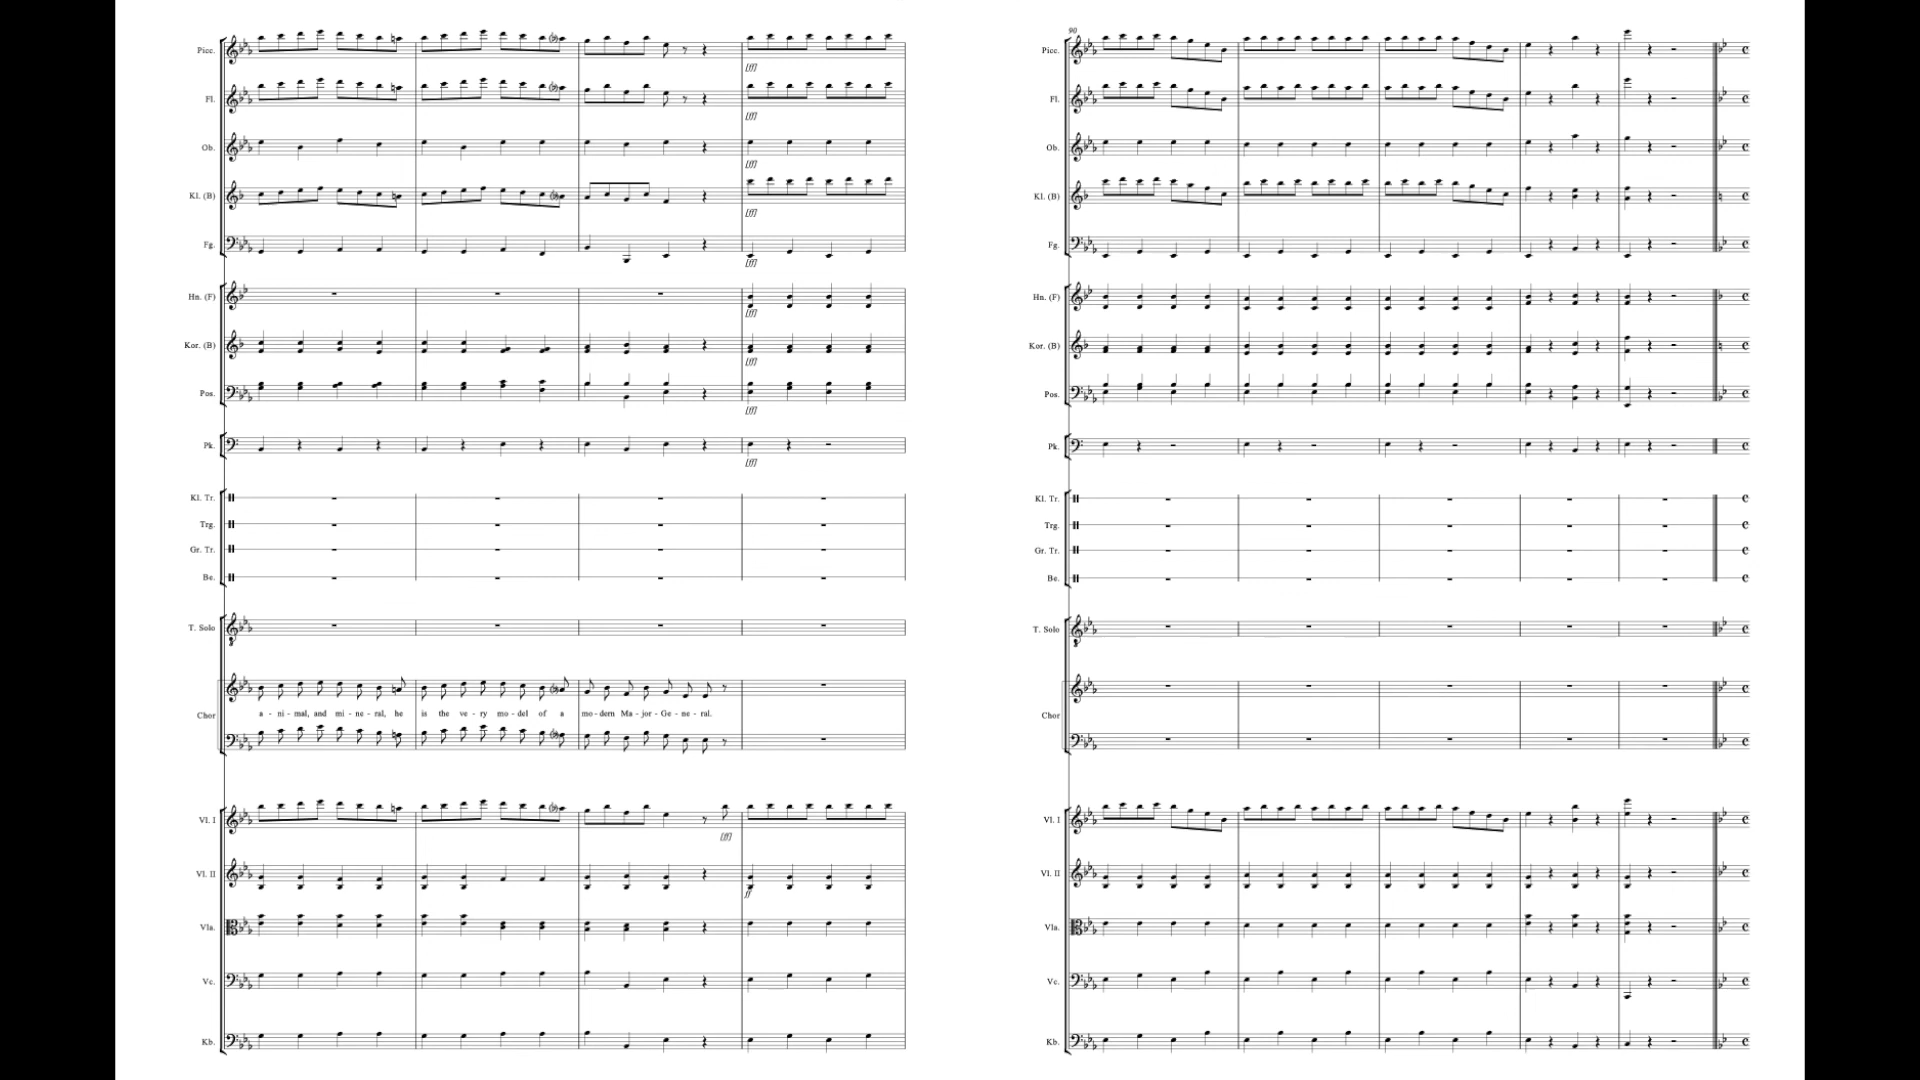 Picc.
Fl.
Ob.
Kl. (B)
Fg.
Hn. (F)
Kor. (B)
Pos.
Pk.
Kl. Tr.
Trg.
Gr. Tr.
Be.
T. Solo
Chor
a - ni - mal, and mi - ne - ral, he is the ve - ry mo - del of a mo - dern Ma - jor - Ge - ne - ral.
Vl. I
Vl. II
ff
Vla.
Vc.
Kb.
90
Picc.
Fl.
Ob.
Kl. (B)
Fg.
Hn. (F)
Kor. (B)
Pos.
Pk.
Kl. Tr.
Trg.
Gr. Tr.
Be.
T. Solo
Chor
Vl. I
Vl. II
Vla.
Vc.
Kb.